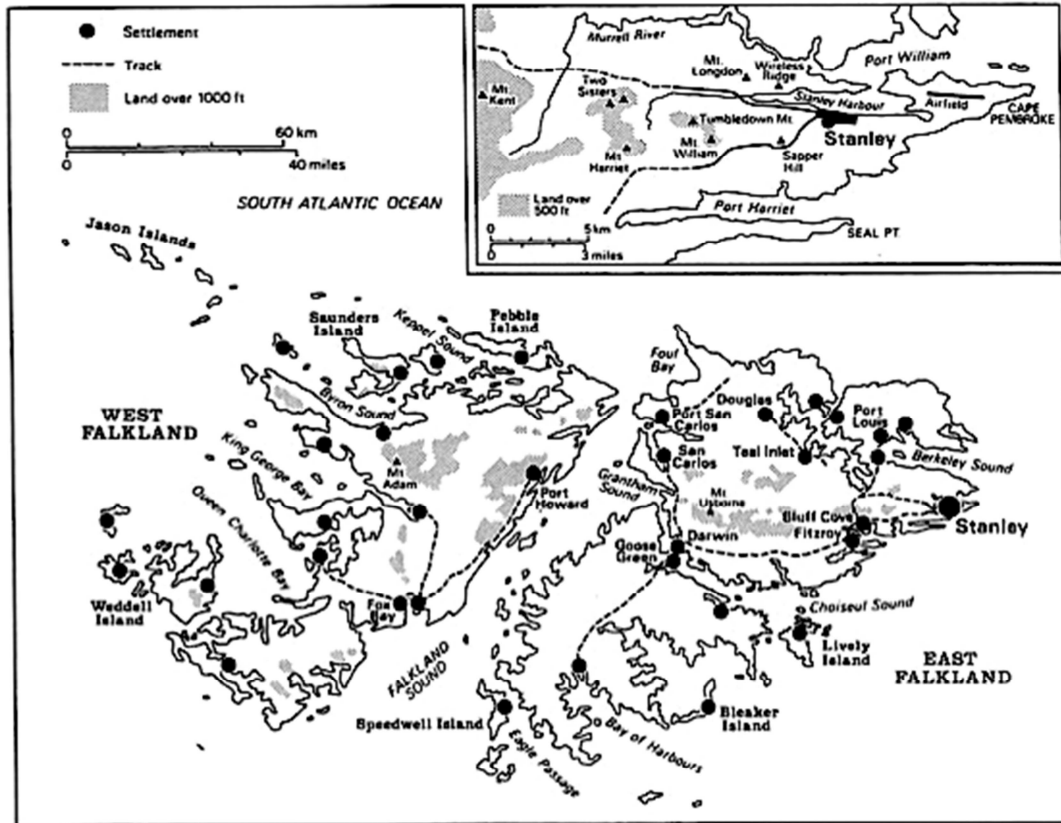 Settlement
Track
Land over 1000 ft
0 60 km
0 40 miles
SOUTH ATLANTIC OCEAN
Murrell River
Port William
Mt.
Longdon
Wireless
Ridge
Two
Sisters
Mt
Kent
Stanley Harbour
Airfield
CAPE
PEMBROKE
Tumbledown Mt.
Stanley
Mt
Harriet
Mt
William
Sapper
Hill
Land over
500 ft
Port Harriet
0 5 km
0 3 miles
SEAL PT.
Jason Islands
Saunders
Island
Keppel Sound
Pebble
Island
Byron Sound
WEST
FALKLAND
King George Bay
Mt
Adam
Queen Charlotte Bay
Port
Howard
Weddell
Island
Fox
Bay
FALKLAND
SOUND
Speedwell Island
Eagle Passage
Foul
Bay
Douglas
Port San
Carlos
Port
Louis
San
Carlos
Teal Inlet
Berkeley Sound
Grantham
Sound
Mt
Usborne
Bluff Cove
Fitzroy
Stanley
Darwin
Goose
Green
Choiseul Sound
Lively
Island
EAST
FALKLAND
Bleaker
Island
Bay of Harbours